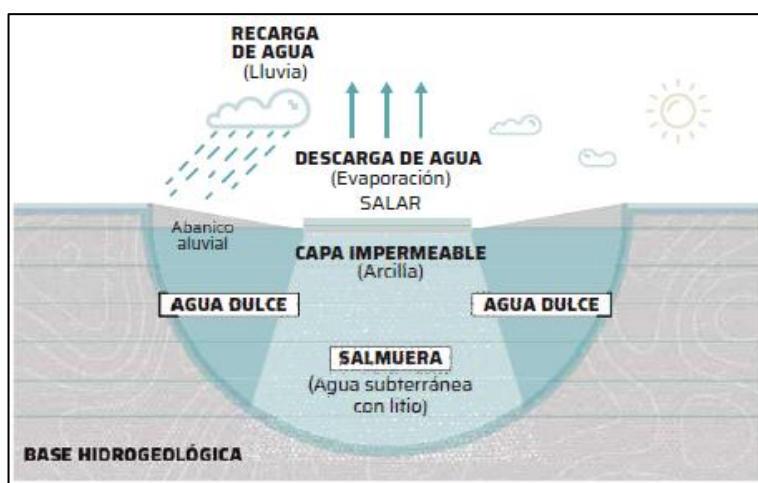 RECARGA
DE AGUA
(Lluvia)
DESCARGA DE AGUA
(Evaporación)
SALAR
Abanico
aluvial
CAPA IMPERMEABLE
(Arcilla)
AGUA DULCE
AGUA DULCE
SALMUERA
(Agua subterránea
con litio)
BASE HIDROGEOLÓGICA